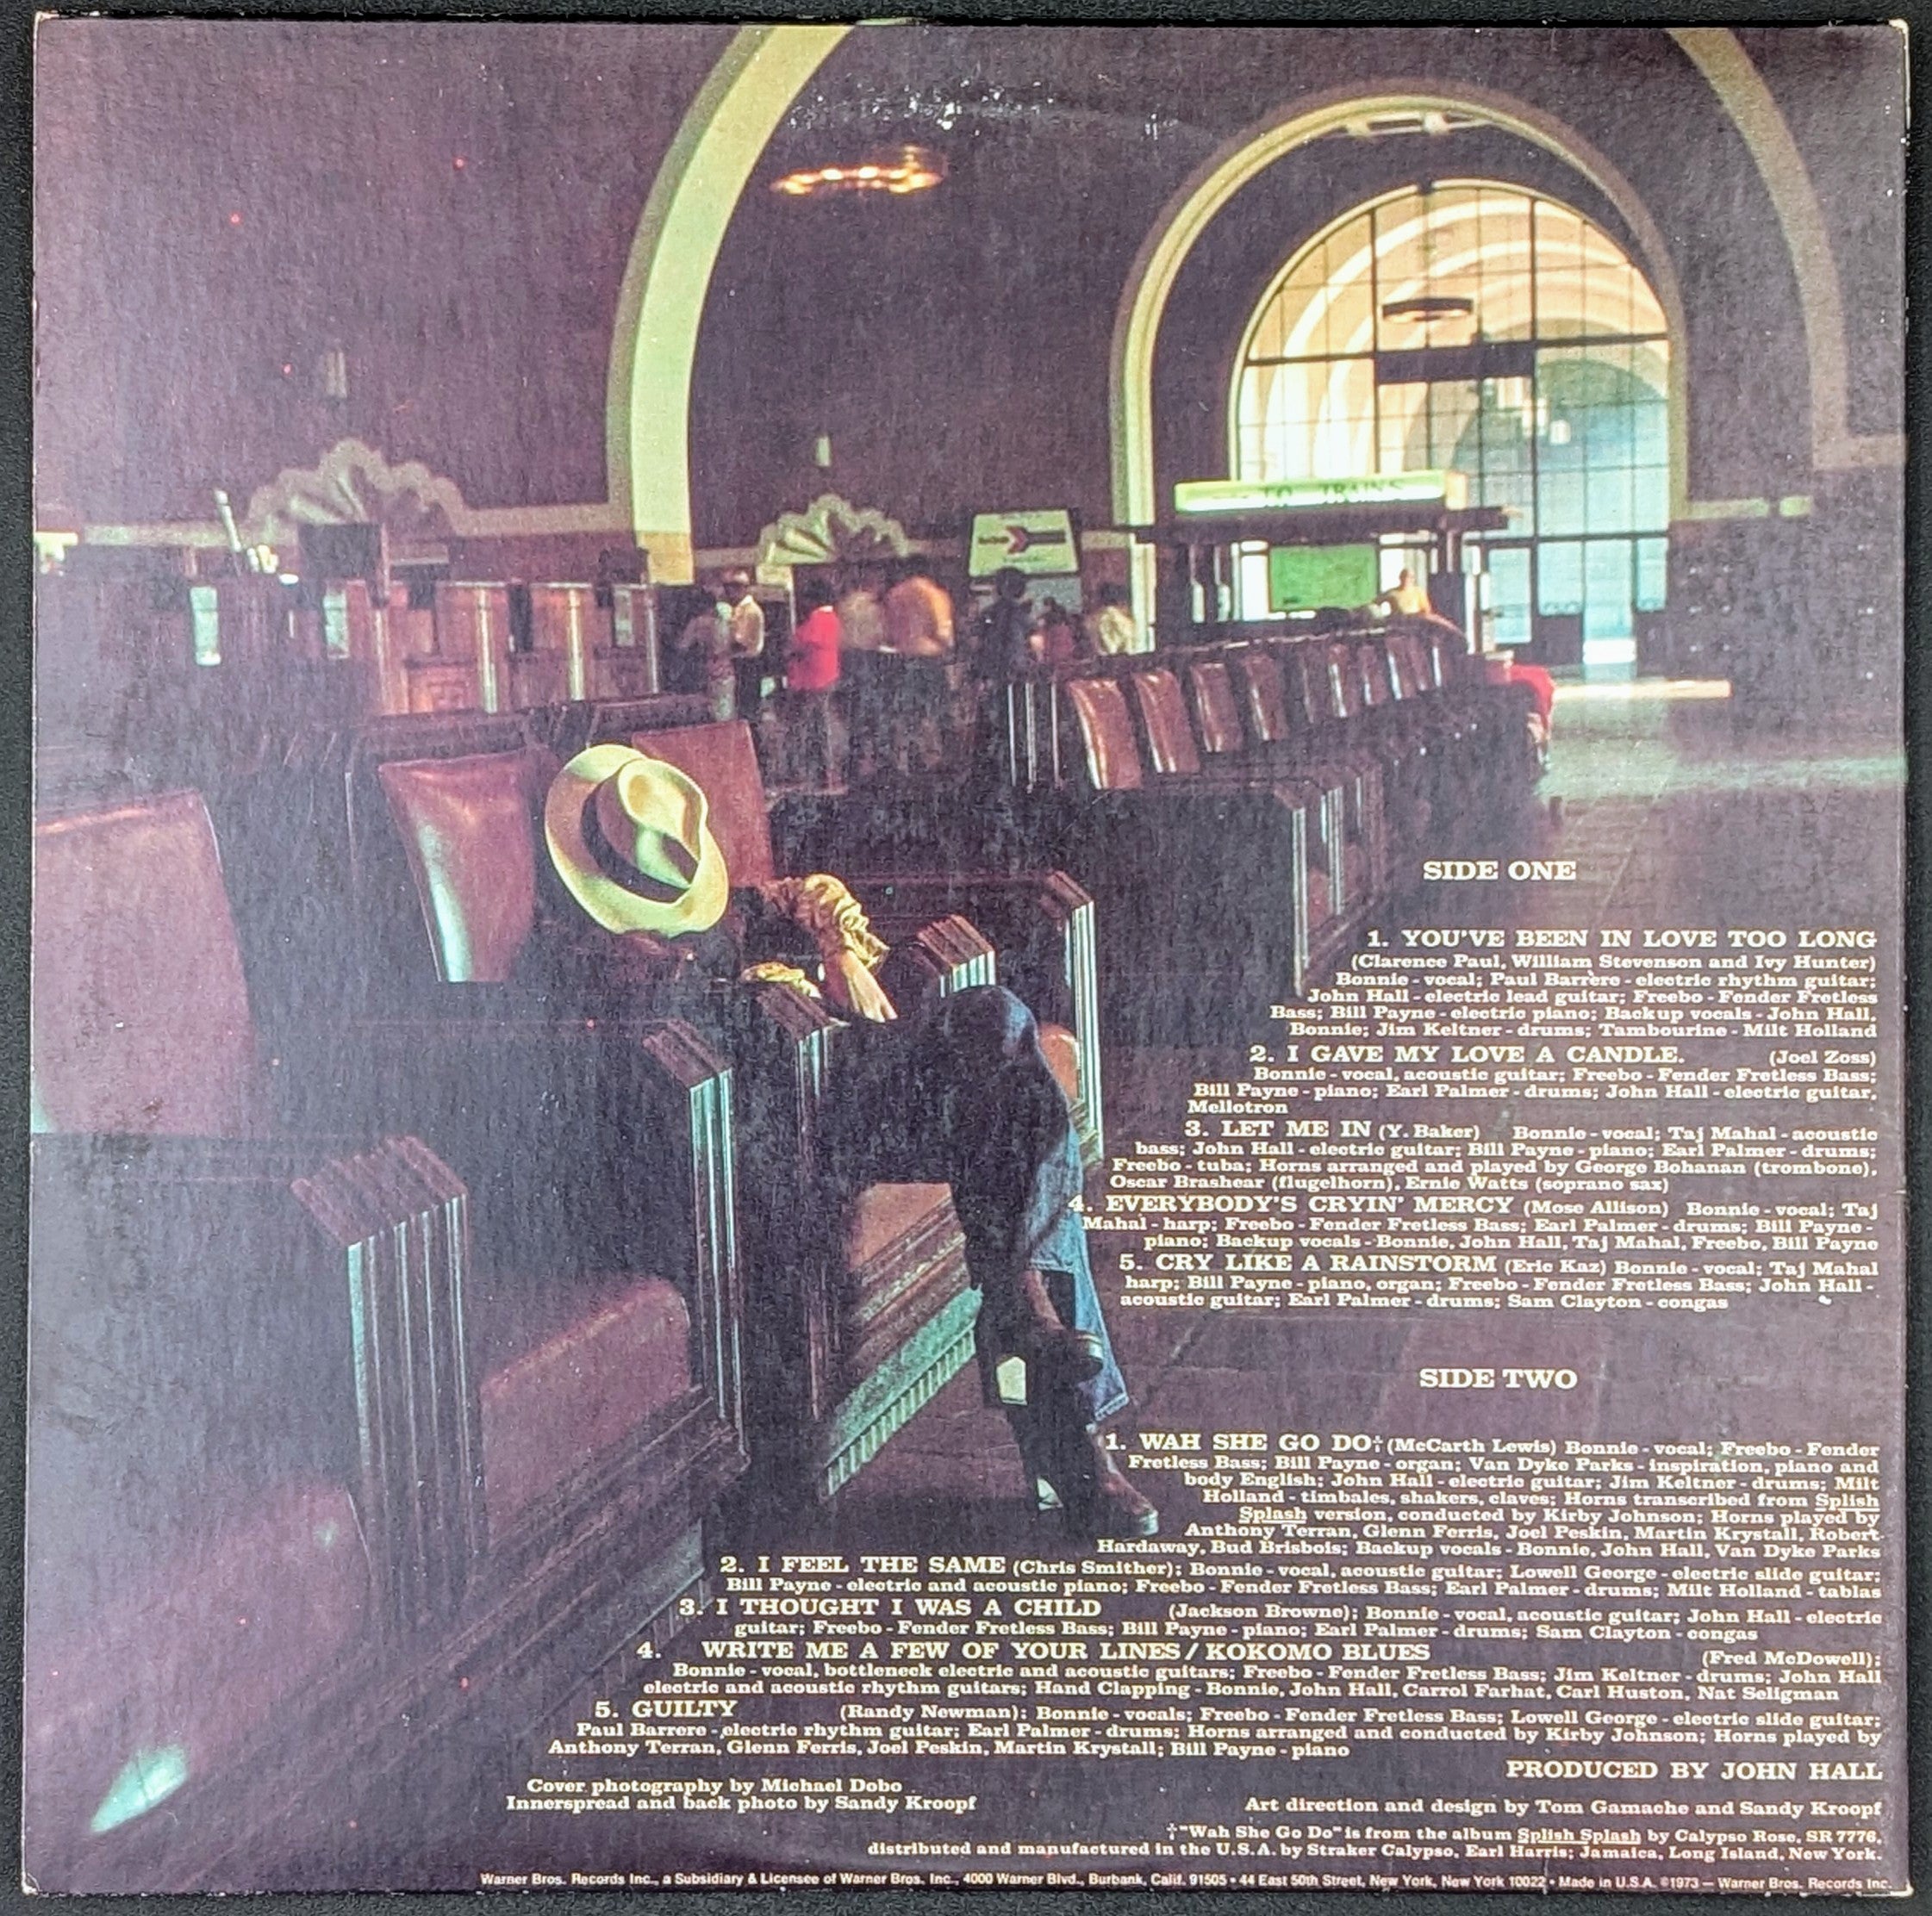 TO TRAINS
SIDE ONE
1. YOU'VE BEEN IN LOVE TOO LONG
(Clarence Paul, William Stevenson and Ivy Hunter)
Bonnie - vocal; Paul Barrère - electric rhythm guitar;
John Hall - electric lead guitar; Freebo - Fender Fretless
Bass; Bill Payne - electric piano; Backup vocals - John Hall,
Bonnie; Jim Keltner - drums; Tambourine - Milt Holland
2. I GAVE MY LOVE A CANDLE. (Joel Zoss)
Bonnie - vocal, acoustic guitar; Freebo - Fender Fretless Bass;
Bill Payne - piano; Earl Palmer - drums; John Hall - electric guitar,
Mellotron
3. LET ME IN (Y. Baker) Bonnie - vocal; Taj Mahal - acoustic
bass; John Hall - electric guitar; Bill Payne - piano; Earl Palmer - drums;
Freebo - tuba; Horns arranged and played by George Bohanan (trombone),
Oscar Brashear (flugelhorn), Ernie Watts (soprano sax)
4. EVERYBODY'S CRYIN' MERCY (Mose Allison) Bonnie - vocal; Taj
Mahal - harp; Freebo - Fender Fretless Bass; Earl Palmer - drums; Bill Payne -
piano; Backup vocals - Bonnie, John Hall, Taj Mahal, Freebo, Bill Payne
5. CRY LIKE A RAINSTORM (Eric Kaz) Bonnie - vocal; Taj Mahal
harp; Bill Payne - piano, organ; Freebo - Fender Fretless Bass; John Hall -
acoustic guitar; Earl Palmer - drums; Sam Clayton - congas
SIDE TWO
1. WAH SHE GO DO† (McCarth Lewis) Bonnie - vocal; Freebo - Fender
Fretless Bass; Bill Payne - organ; Van Dyke Parks - inspiration, piano and
body English; John Hall - electric guitar; Jim Keltner - drums; Milt
Holland - timbales, shakers, claves; Horns transcribed from Splish
Splash version, conducted by Kirby Johnson; Horns played by
Anthony Terran, Glenn Ferris, Joel Peskin, Martin Krystall, Robert
Hardaway, Bud Brisbois; Backup vocals - Bonnie, John Hall, Van Dyke Parks
2. I FEEL THE SAME (Chris Smither); Bonnie - vocal, acoustic guitar; Lowell George - electric slide guitar;
Bill Payne - electric and acoustic piano; Freebo - Fender Fretless Bass; Earl Palmer - drums; Milt Holland - tablas
3. I THOUGHT I WAS A CHILD (Jackson Browne); Bonnie - vocal, acoustic guitar; John Hall - electric
guitar; Freebo - Fender Fretless Bass; Bill Payne - piano; Earl Palmer - drums; Sam Clayton - congas
4. WRITE ME A FEW OF YOUR LINES / KOKOMO BLUES (Fred McDowell);
Bonnie - vocal, bottleneck electric and acoustic guitars; Freebo - Fender Fretless Bass; Jim Keltner - drums; John Hall
electric and acoustic rhythm guitars; Hand Clapping - Bonnie, John Hall, Carrol Farhat, Carl Huston, Nat Seligman
5. GUILTY (Randy Newman); Bonnie - vocals; Freebo - Fender Fretless Bass; Lowell George - electric slide guitar;
Paul Barrere - electric rhythm guitar; Earl Palmer - drums; Horns arranged and conducted by Kirby Johnson; Horns played by
Anthony Terran, Glenn Ferris, Joel Peskin, Martin Krystall; Bill Payne - piano
PRODUCED BY JOHN HALL
Cover photography by Michael Dobo
Innerspread and back photo by Sandy Kroopf
Art direction and design by Tom Gamache and Sandy Kroopf
†"Wah She Go Do" is from the album Splish Splash by Calypso Rose, SR 7776,
distributed and manufactured in the U.S.A. by Straker Calypso, Earl Harris; Jamaica, Long Island, New York.
Warner Bros. Records Inc., a Subsidiary & Licensee of Warner Bros. Inc., 4000 Warner Blvd., Burbank, Calif. 91505 • 44 East 50th Street, New York, New York 10022 • Made in U.S.A. ©1973 — Warner Bros. Records Inc.